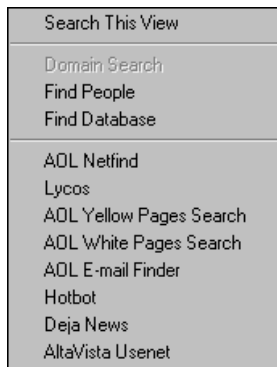 Search This View
Domain Search
Find People
Find Database
AOL Netfind
Lycos
AOL Yellow Pages Search
AOL White Pages Search
AOL E-mail Finder
Hotbot
Deja News
AltaVista Usenet